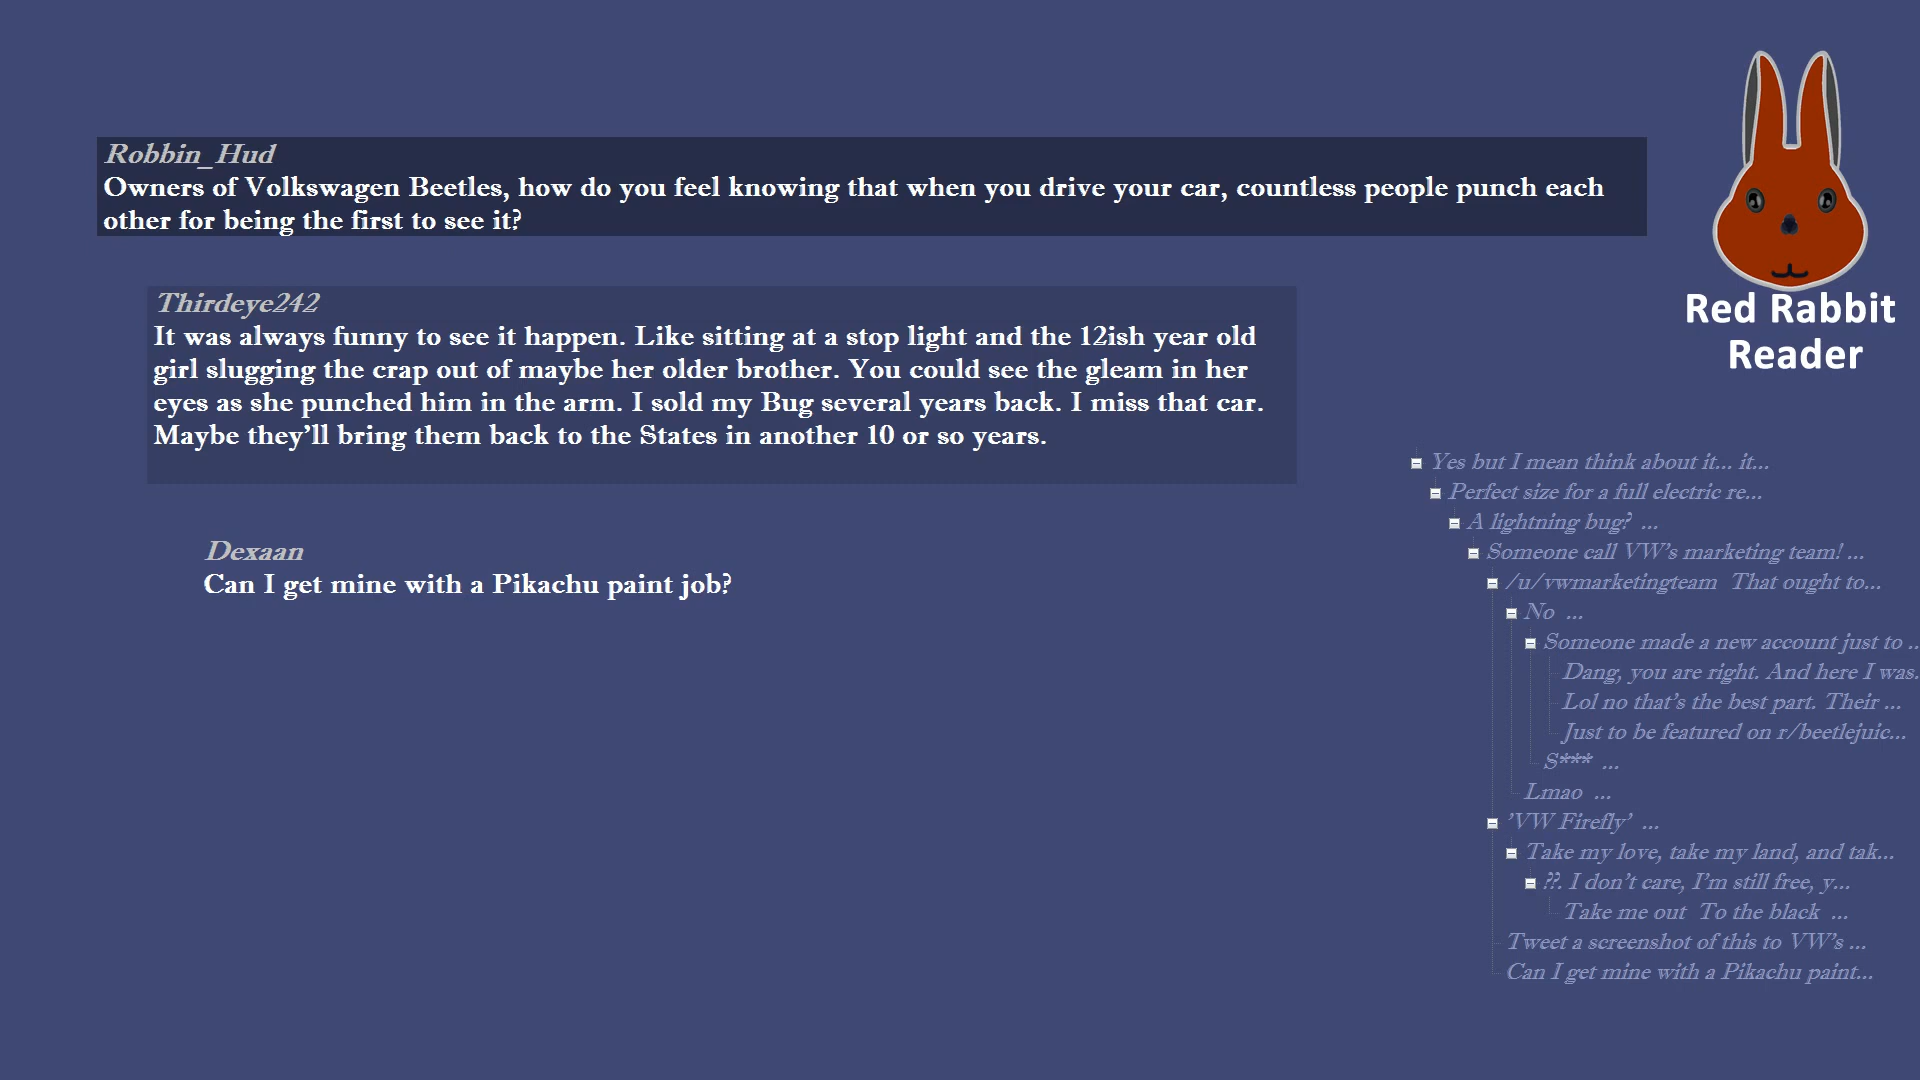 Robbin_Hud
Owners of Volkswagen Beetles, how do you feel knowing that when you drive your car, countless people punch each
other for being the first to see it?
Thirdeye242
It was always funny to see it happen. Like sitting at a stop light and the 12ish year old
girl slugging the crap out of maybe her older brother. You could see the gleam in her
eyes as she punched him in the arm. I sold my Bug several years back. I miss that car.
Maybe they'll bring them back to the States in another 10 or so years.
Dexaan
Can I get mine with a Pikachu paint job?
Red Rabbit
Reader
Yes but I mean think about it... it...
Perfect size for a full electric re...
A lightning bug? ...
Someone call VW's marketing team! ...
/u/vwmarketingteam That ought to...
No ...
Someone made a new account just to ..
Dang, you are right. And here I was.
Lol no that's the best part. Their ...
Just to be featured on r/beetlejuic...
S*** ...
Lmao ...
'VW Firefly' ...
Take my love, take my land, and tak...
??. I don't care, I'm still free, y...
Take me out To the black ...
Tweet a screenshot of this to VW's ...
Can I get mine with a Pikachu paint...